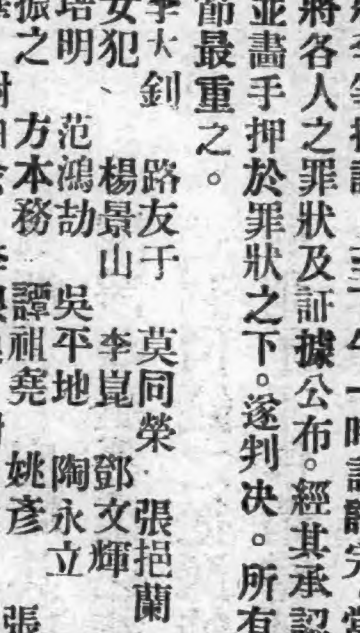 將各人之罪狀及証據公布。經其承認
並畫手押於罪狀之下。遂判决。所有
節最重之。
李大釗 路友于 莫同榮 張挹蘭
女犯、楊景山 李崑 鄧文輝
培明 范鴻劼 吳平地 陶永立
振之 方本務 譚祖堯 姚彥
張